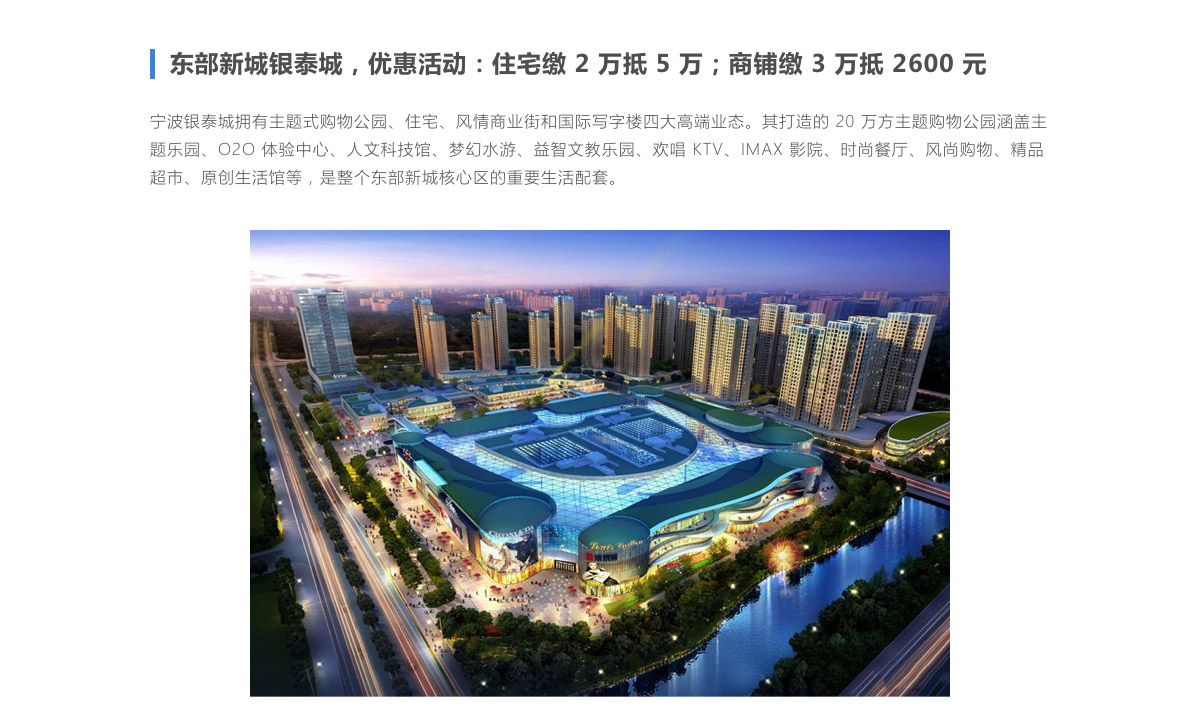 东部新城银泰城，优惠活动：住宅缴 2 万抵 5 万；商铺缴 3 万抵 2600 元
宁波银泰城拥有主题式购物公园、住宅、风情商业街和国际写字楼四大高端业态。其打造的 20 万方主题购物公园涵盖主
题乐园、O2O 体验中心、人文科技馆、梦幻水游、益智文教乐园、欢唱 KTV、IMAX 影院、时尚餐厅、风尚购物、精品
超市、原创生活馆等，是整个东部新城核心区的重要生活配套。